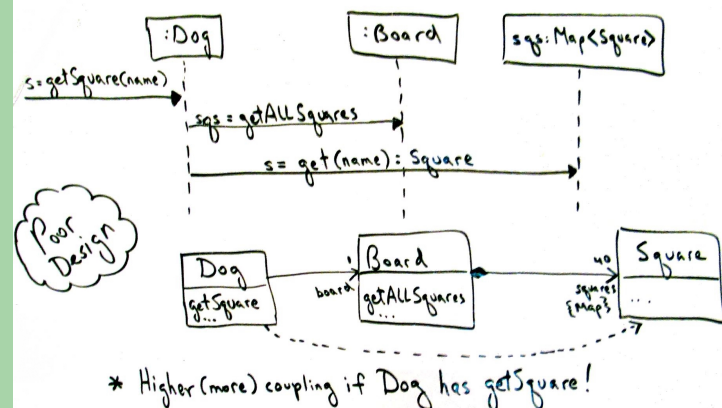 :Dog
:Board
sqs: Map<Square>
s=getSquare(name)
sqs = getALLSquares
s= get (name): Square
Poor
Design
Dog
getSquare
...
1
board
Board
getALLSquares
...
40
squares
{Map}
Square
...
* Higher (more) coupling if Dog has getSquare!